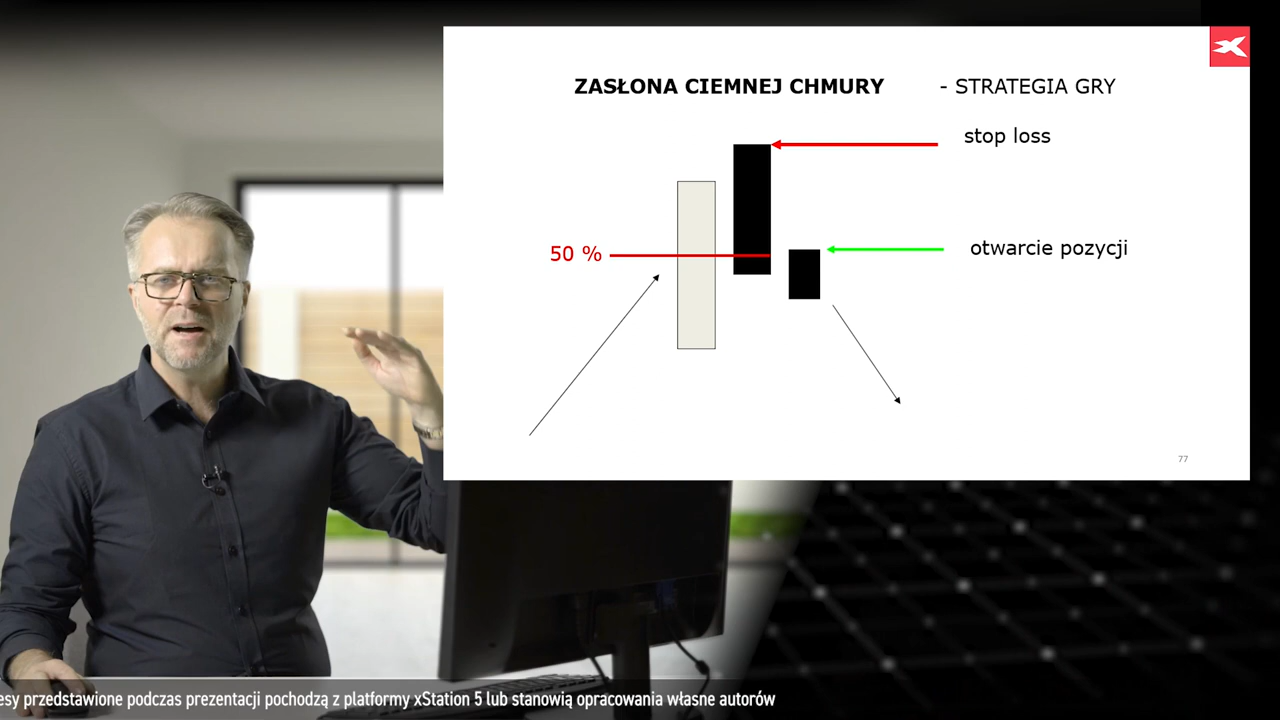 ZASŁONA CIEMNEJ CHMURY - STRATEGIA GRY
stop loss
50 %
otwarcie pozycji
77
przedstawione podczas prezentacji pochodzą z platformy xStation 5 lub stanowią opracowania własne autorów